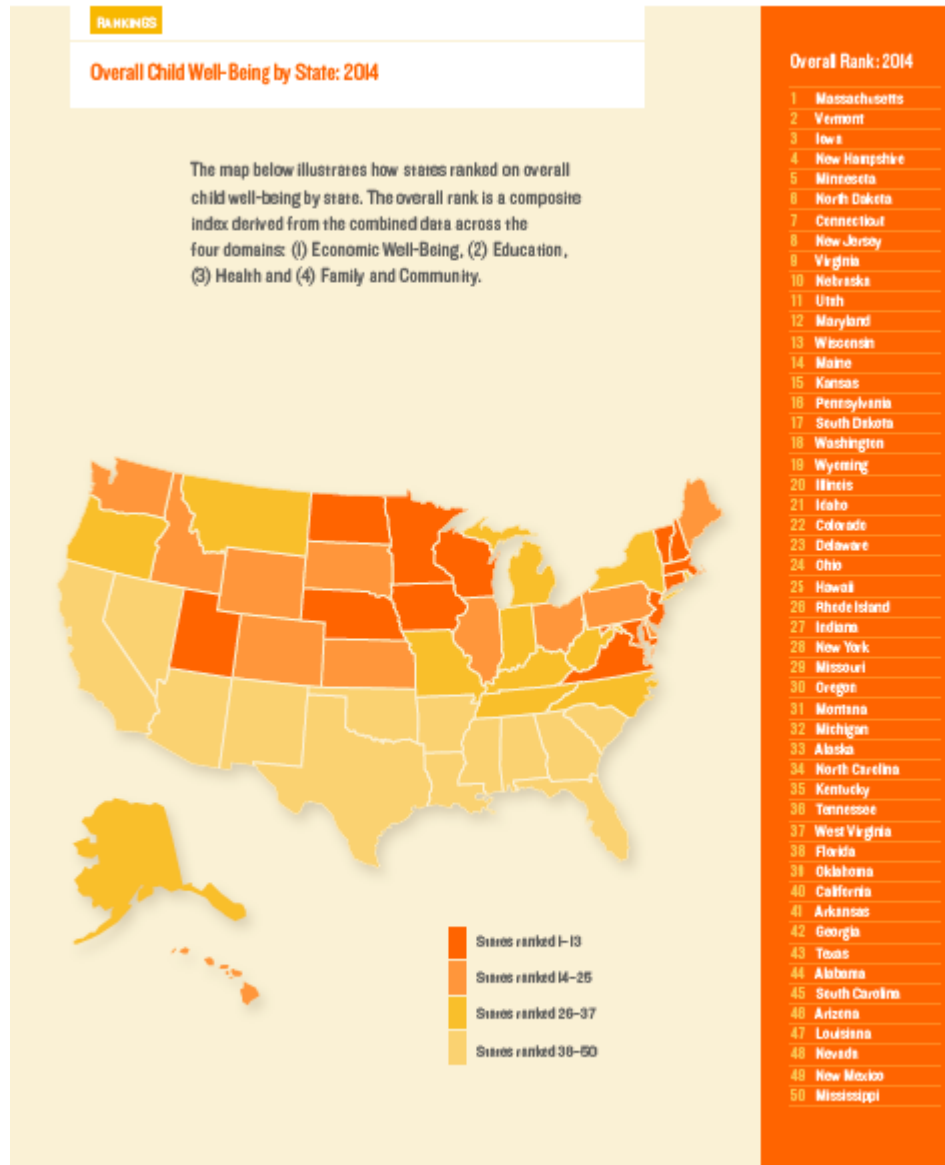 RANKINGS
Overall Child Well-Being by State: 2014
The map below illustrates how states ranked on overall
child well-being by state. The overall rank is a composite
index derived from the combined data across the
four domains: (1) Economic Well-Being, (2) Education,
(3) Health and (4) Family and Community.
States ranked 1–13
States ranked 14–25
States ranked 26–37
States ranked 38–50
Overall Rank: 2014
1 Massachusetts
2 Vermont
3 Iowa
4 New Hampshire
5 Minnesota
6 North Dakota
7 Connecticut
8 New Jersey
9 Virginia
10 Nebraska
11 Utah
12 Maryland
13 Wisconsin
14 Maine
15 Kansas
16 Pennsylvania
17 South Dakota
18 Washington
19 Wyoming
20 Illinois
21 Idaho
22 Colorado
23 Delaware
24 Ohio
25 Hawaii
26 Rhode Island
27 Indiana
28 New York
29 Missouri
30 Oregon
31 Montana
32 Michigan
33 Alaska
34 North Carolina
35 Kentucky
36 Tennessee
37 West Virginia
38 Florida
39 Oklahoma
40 California
41 Arkansas
42 Georgia
43 Texas
44 Alabama
45 South Carolina
46 Arizona
47 Louisiana
48 Nevada
49 New Mexico
50 Mississippi